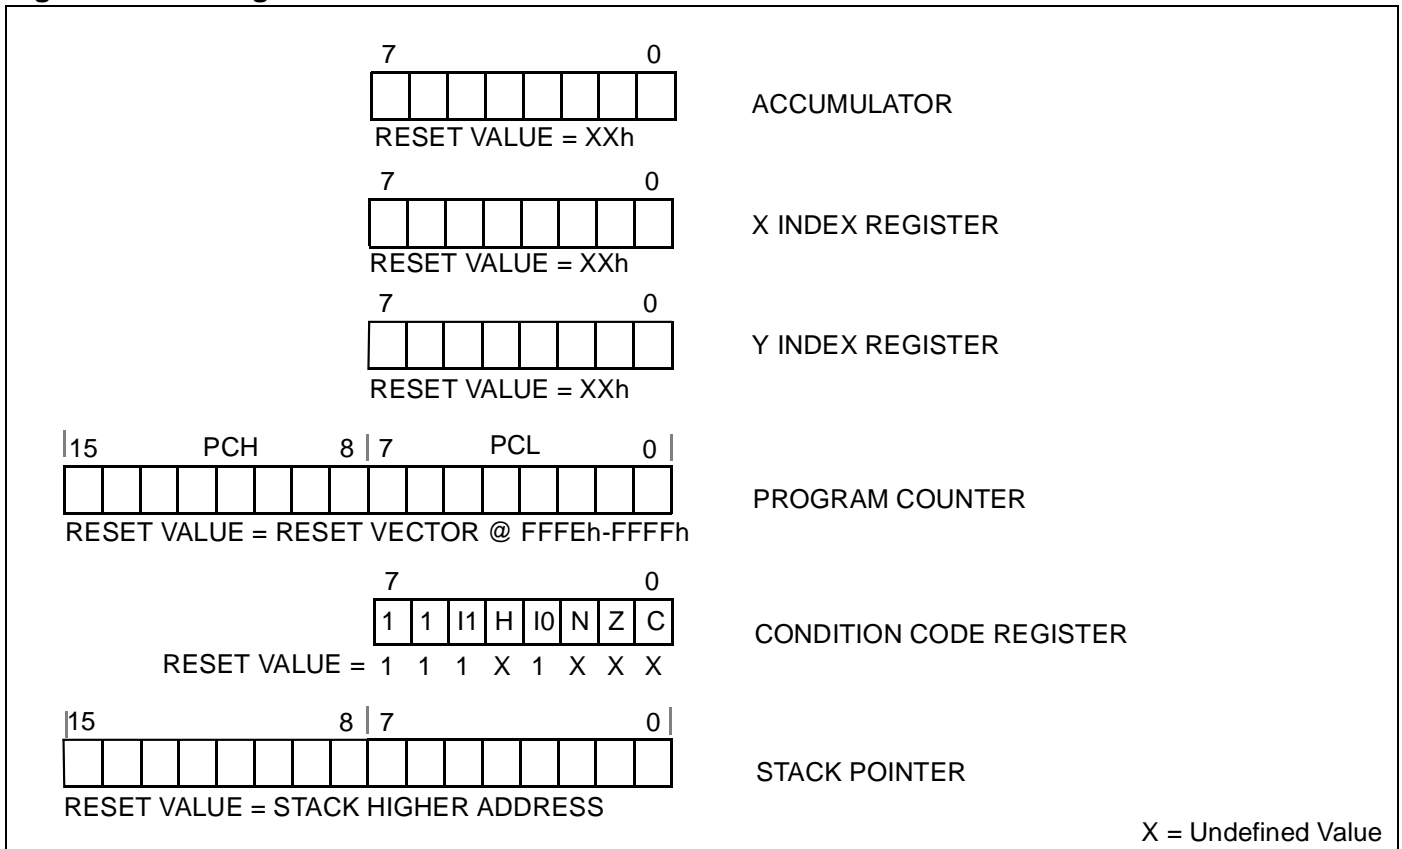 7 0
ACCUMULATOR
RESET VALUE = XXh
7 0
X INDEX REGISTER
RESET VALUE = XXh
7 0
Y INDEX REGISTER
RESET VALUE = XXh
15 PCH 8 7 PCL 0
PROGRAM COUNTER
RESET VALUE = RESET VECTOR @ FFFEh-FFFFh
7 0
1 1 I1 H I0 N Z C
CONDITION CODE REGISTER
RESET VALUE = 1 1 1 X 1 X X X
15 8 7 0
STACK POINTER
RESET VALUE = STACK HIGHER ADDRESS
X = Undefined Value